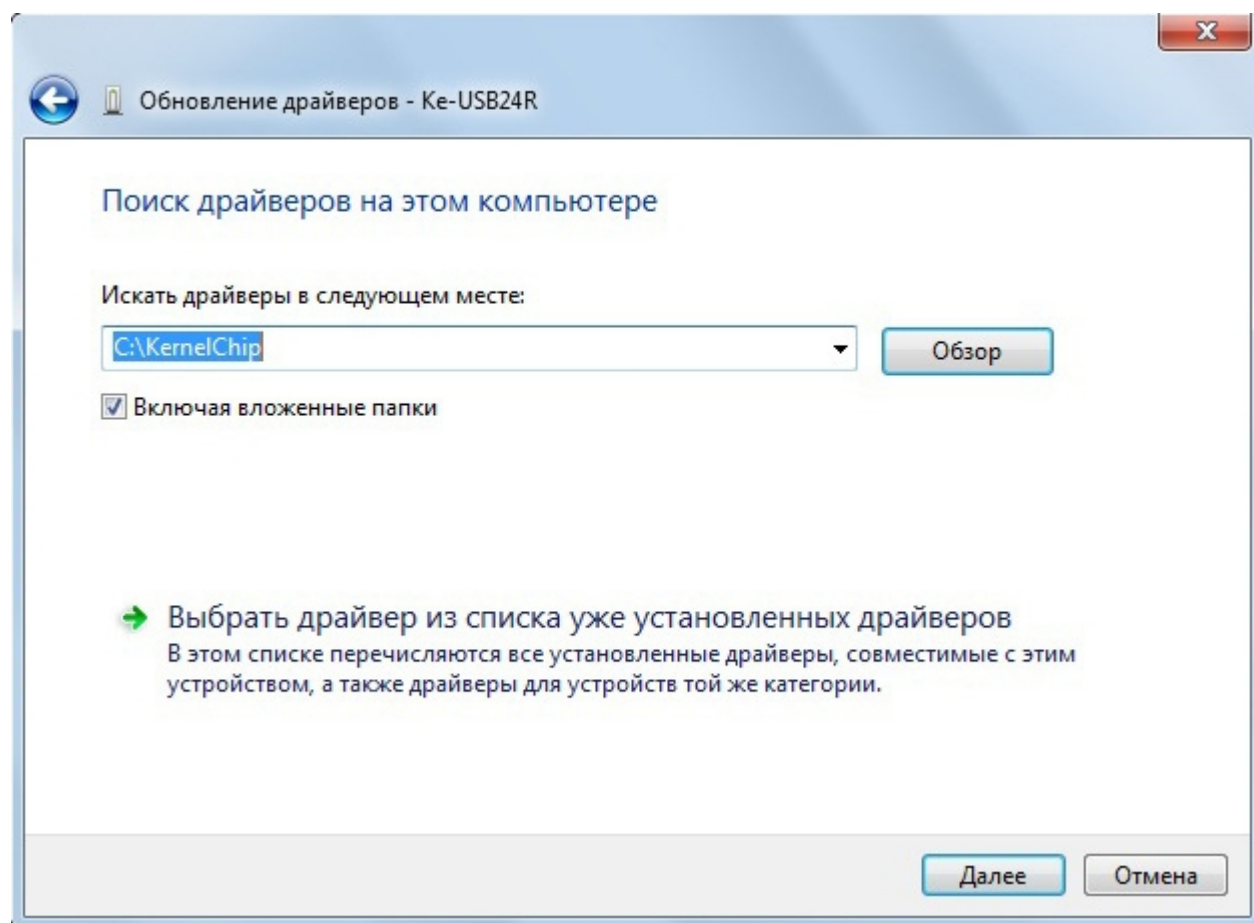 Обновление драйверов - Ke-USB24R
Поиск драйверов на этом компьютере
Искать драйверы в следующем месте:
C:\KernelChip
Обзор
Включая вложенные папки
Выбрать драйвер из списка уже установленных драйверов
В этом списке перечисляются все установленные драйверы, совместимые с этим
устройством, а также драйверы для устройств той же категории.
Далее
Отмена